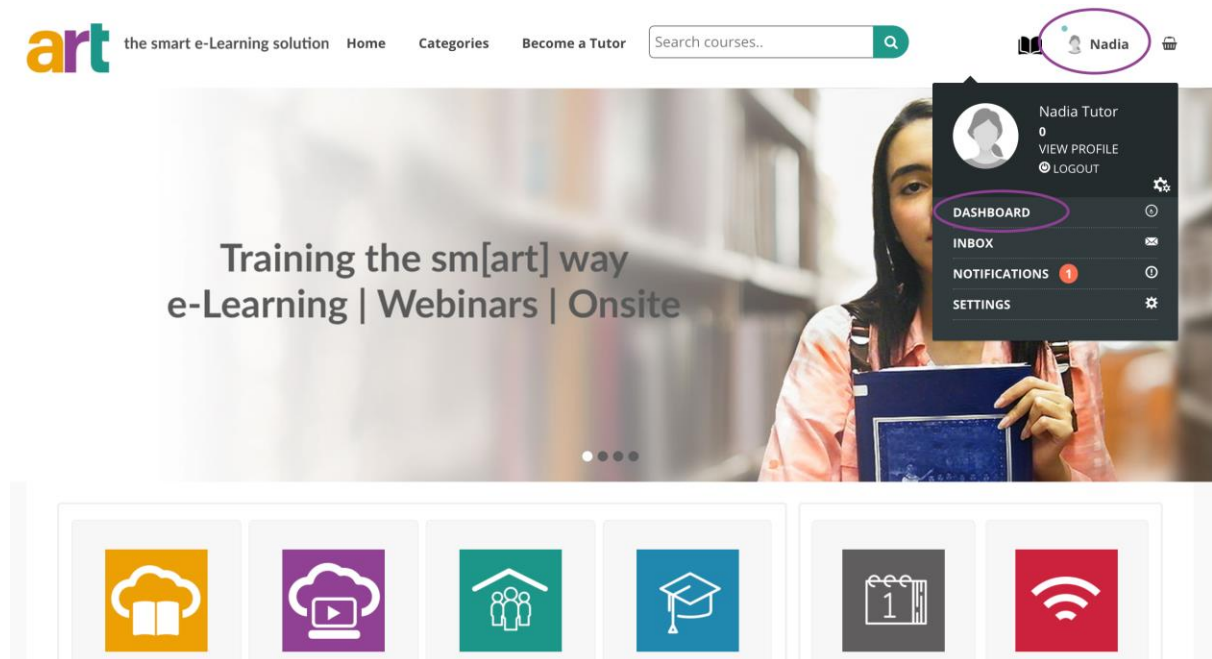 art the smart e-Learning solution Home Categories Become a Tutor Search courses.. Nadia
Nadia Tutor
0
VIEW PROFILE
LOGOUT
DASHBOARD
INBOX
NOTIFICATIONS 1
SETTINGS
Training the sm[art] way
e-Learning | Webinars | Onsite
1